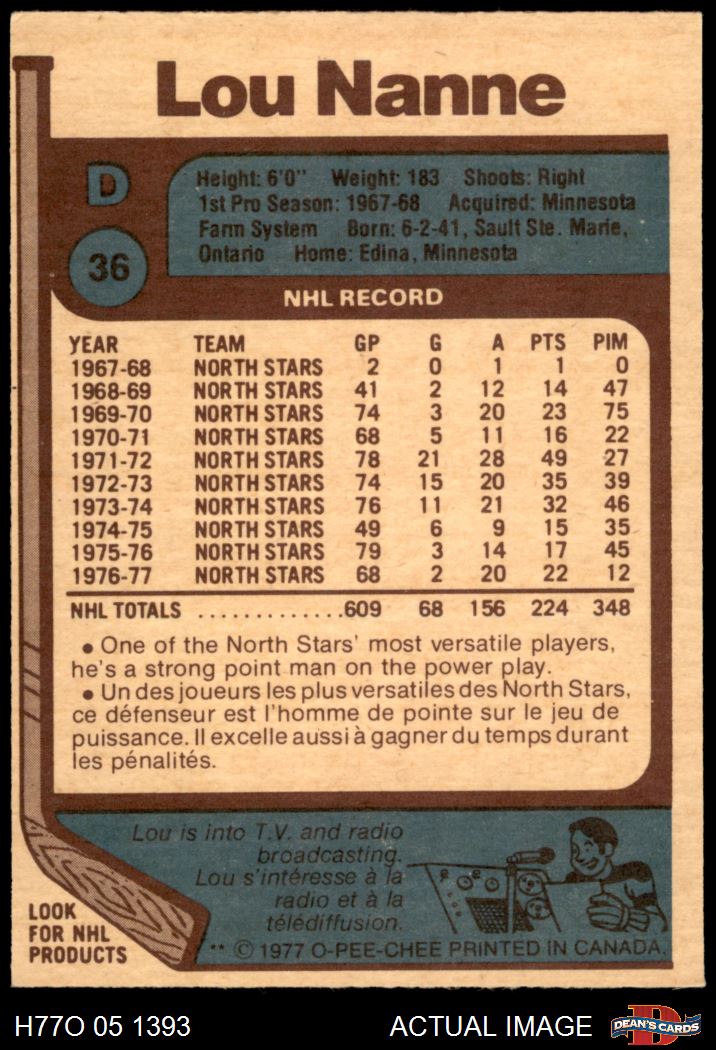 Lou Nanne
D
36
Height: 6'0" Weight: 183 Shoots: Right
1st Pro Season: 1967-68 Acquired: Minnesota
Farm System Born: 6-2-41, Sault Ste. Marie,
Ontario Home: Edina, Minnesota
NHL RECORD
YEAR TEAM GP G A PTS PIM
1967-68 NORTH STARS 2 0 1 1 0
1968-69 NORTH STARS 41 2 12 14 47
1969-70 NORTH STARS 74 3 20 23 75
1970-71 NORTH STARS 68 5 11 16 22
1971-72 NORTH STARS 78 21 28 49 27
1972-73 NORTH STARS 74 15 20 35 39
1973-74 NORTH STARS 76 11 21 32 46
1974-75 NORTH STARS 49 6 9 15 35
1975-76 NORTH STARS 79 3 14 17 45
1976-77 NORTH STARS 68 2 20 22 12
NHL TOTALS ..............609 68 156 224 348
• One of the North Stars' most versatile players,
he's a strong point man on the power play.
• Un des joueurs les plus versatiles des North Stars,
ce défenseur est l'homme de pointe sur le jeu de
puissance. Il excelle aussi à gagner du temps durant
les pénalités.
Lou is into T.V. and radio
broadcasting.
Lou s'intéresse à la
radio et à la
télédiffusion.
LOOK
FOR NHL
PRODUCTS
** © 1977 O-PEE-CHEE PRINTED IN CANADA.
H77O 05 1393 ACTUAL IMAGE
D
DEAN'S CARDS